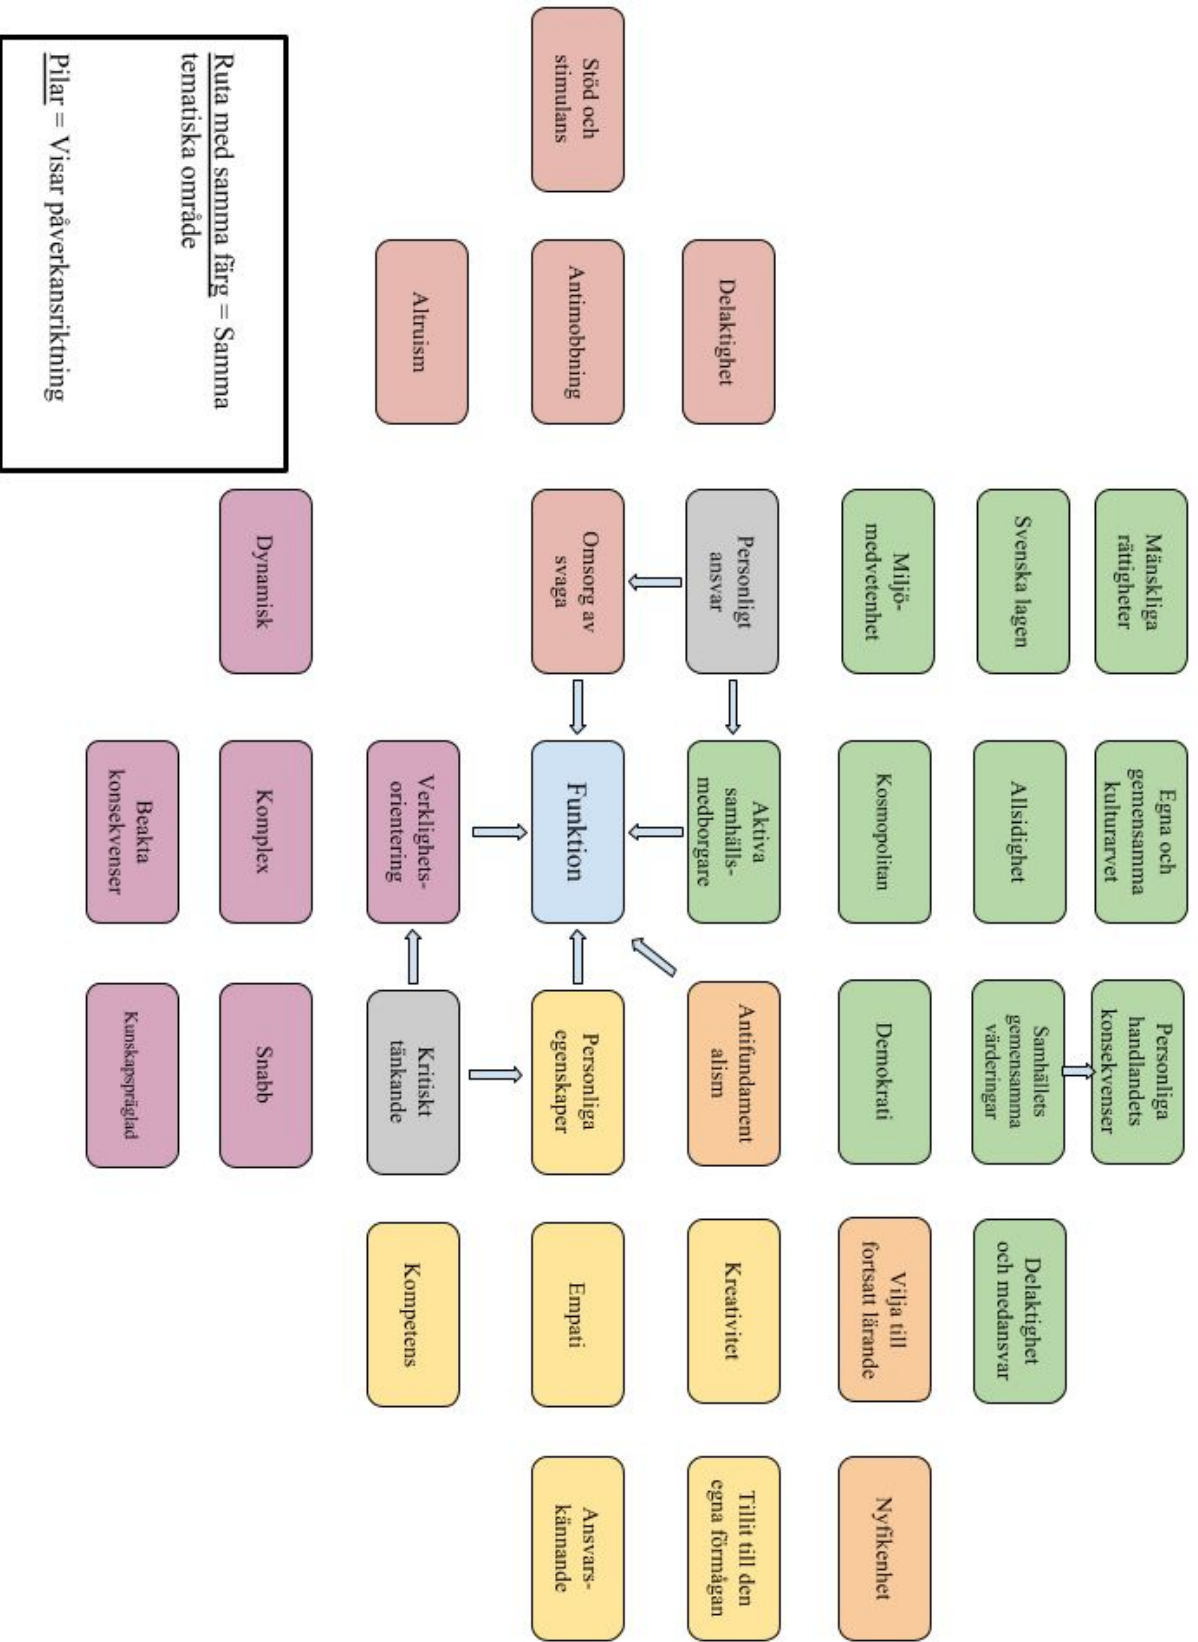 Mänskliga
rättigheter
Egna och
gemensamma
kulturarvet
Personliga
handlandets
konsekvenser
Svenska lagen
Allsidighet
Samhällets
gemensamma
värderingar
Delaktighet
och medansvar
Miljö-
medvetenhet
Kosmopolitan
Demokrati
Vilja till
fortsatt lärande
Nyfikenhet
Delaktighet
Personligt
ansvar
Aktiva
samhälls-
medborgare
Antifundament
alism
Kreativitet
Tillit till den
egna förmågan
Stöd och
stimulans
Antimobbning
Omsorg av
svaga
Funktion
Personliga
egenskaper
Empati
Ansvars-
kännande
Altruism
Verklighets-
orientering
Kritiskt
tänkande
Kompetens
Dynamisk
Komplex
Snabb
Beakta
konsekvenser
Kunskapspräglad
Ruta med samma färg = Samma
tematiska område
Pilar = Visar påverkansriktning